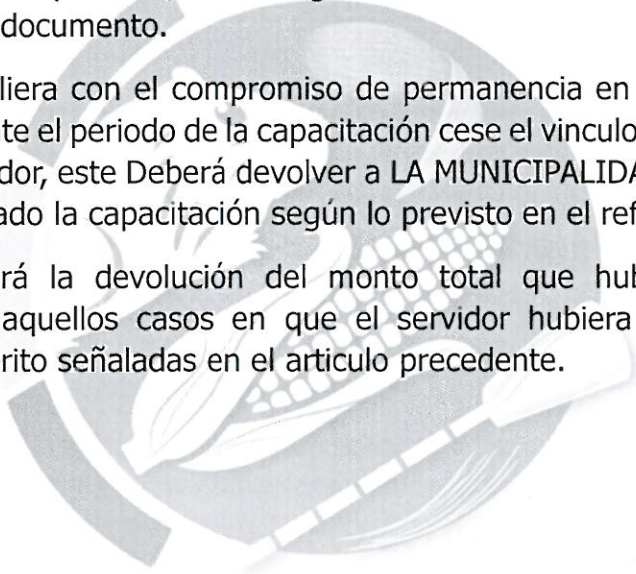 documento.
liera con el compromiso de permanencia en
te el periodo de la capacitación cese el vinculo
dor, este Deberá devolver a LA MUNICIPALIDA
ado la capacitación según lo previsto en el ref
rá la devolución del monto total que hub
aquellos casos en que el servidor hubiera
rito señaladas en el articulo precedente.